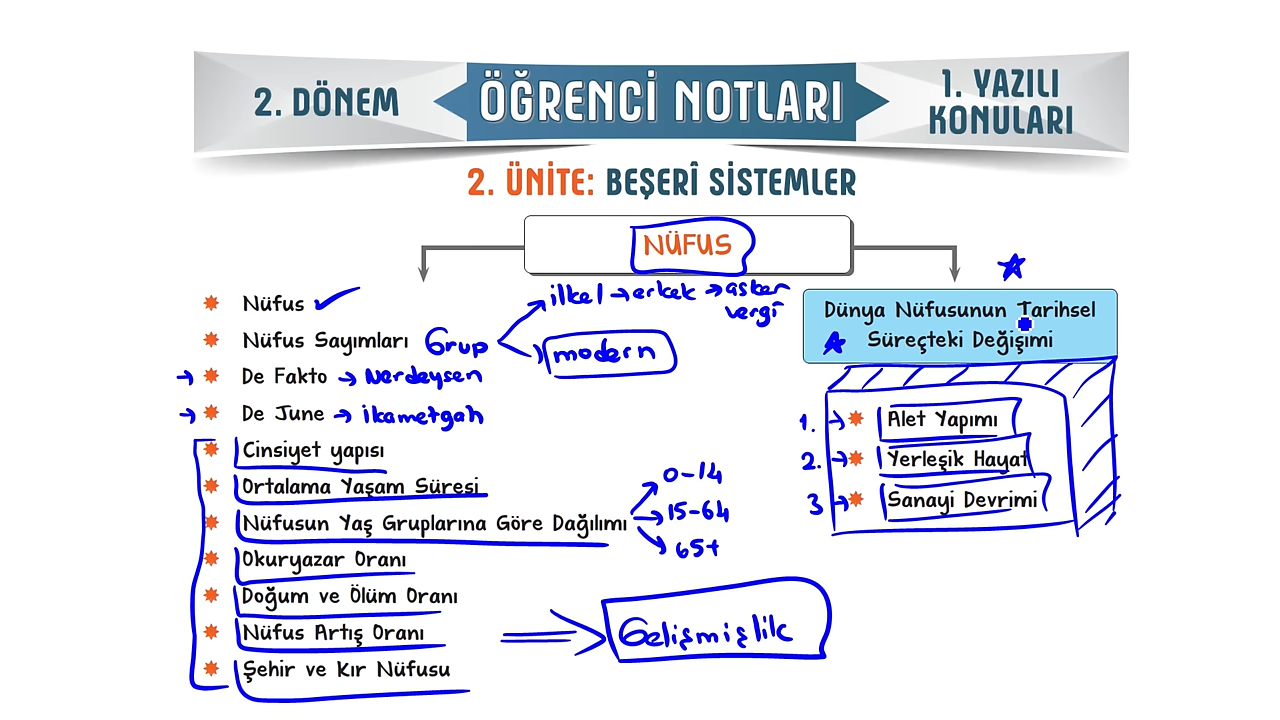 2. DÖNEM
ÖĞRENCİ NOTLARI
1. YAZILI
KONULARI
2. ÜNİTE: BEŞERÎ SİSTEMLER
NÜFUS
Nüfus
ilkel → erkek → asker
vergi
Nüfus Sayımları Grup
modern
De Fakto → Nerdeysen
De June → ikametgah
Cinsiyet yapısı
Ortalama Yaşam Süresi
Nüfusun Yaş Gruplarına Göre Dağılımı
0-14
15-64
65+
Okuryazar Oranı
Doğum ve Ölüm Oranı
Nüfus Artış Oranı
Şehir ve Kır Nüfusu
Gelişmişlik
Dünya Nüfusunun Tarihsel
Süreçteki Değişimi
1. → Alet Yapımı
2. → Yerleşik Hayat
3 → Sanayi Devrimi